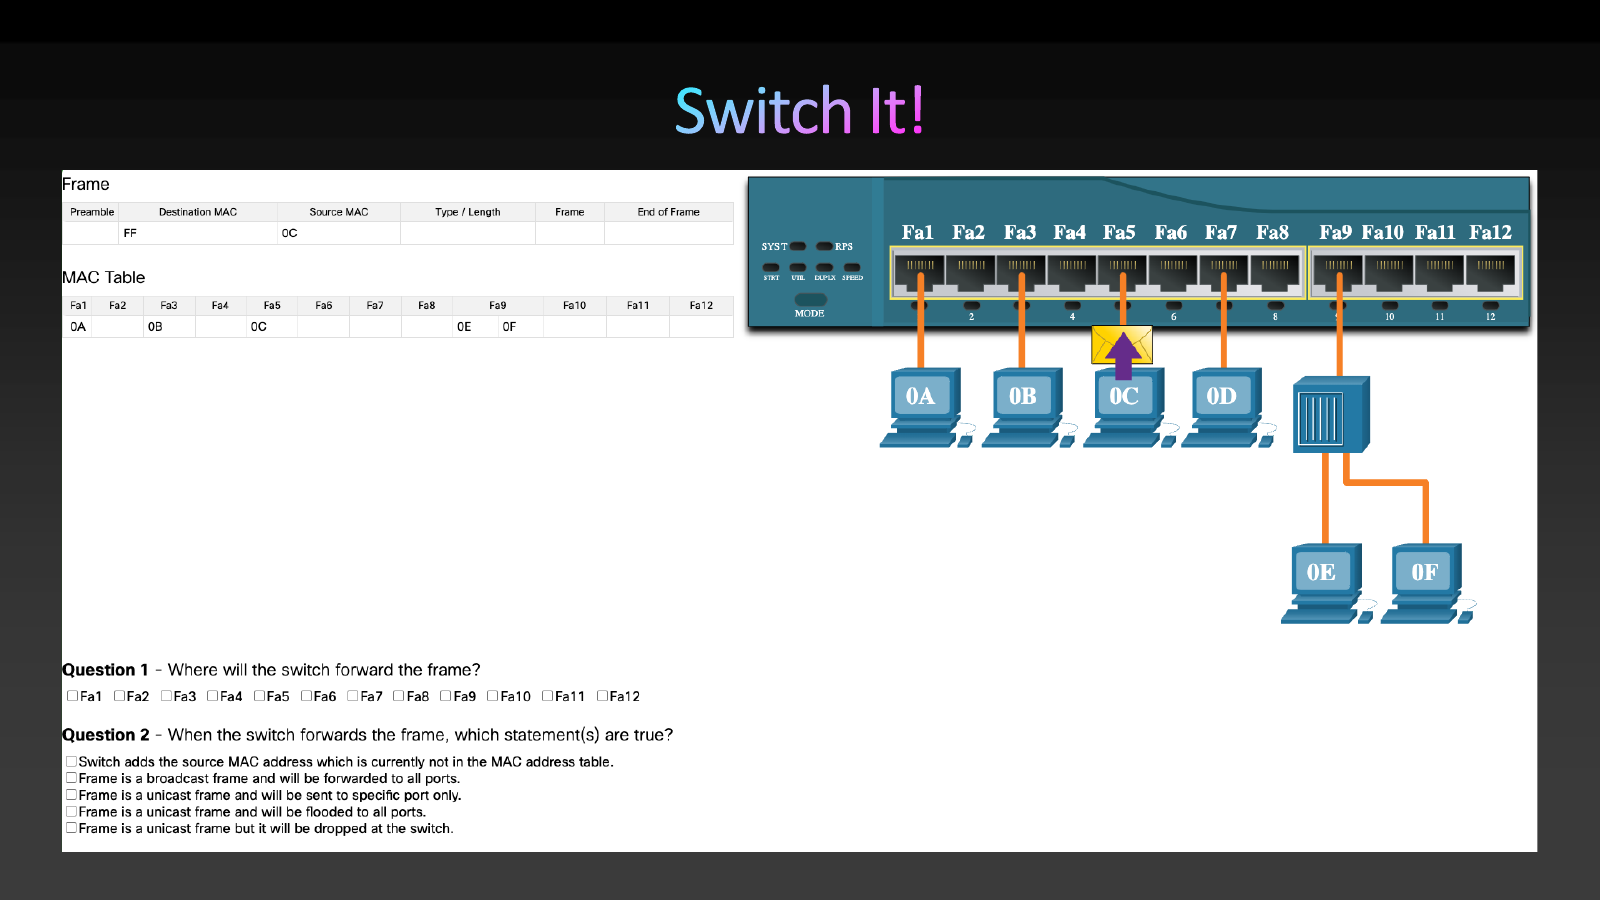 Switch It!
Frame
Preamble Destination MAC Source MAC Type / Length Frame End of Frame
FF 0C
MAC Table
Fa1 Fa2 Fa3 Fa4 Fa5 Fa6 Fa7 Fa8 Fa9 Fa10 Fa11 Fa12
0A 0B 0C 0E 0F
Fa1 Fa2 Fa3 Fa4 Fa5 Fa6 Fa7 Fa8 Fa9 Fa10 Fa11 Fa12
SYST RPS
STRT UTIL DUPLX SPEED
MODE
2 4 6 8 9 10 11 12
0A 0B 0C 0D
0E 0F
Question 1 - Where will the switch forward the frame?
Fa1 Fa2 Fa3 Fa4 Fa5 Fa6 Fa7 Fa8 Fa9 Fa10 Fa11 Fa12
Question 2 - When the switch forwards the frame, which statement(s) are true?
Switch adds the source MAC address which is currently not in the MAC address table.
Frame is a broadcast frame and will be forwarded to all ports.
Frame is a unicast frame and will be sent to specific port only.
Frame is a unicast frame and will be flooded to all ports.
Frame is a unicast frame but it will be dropped at the switch.